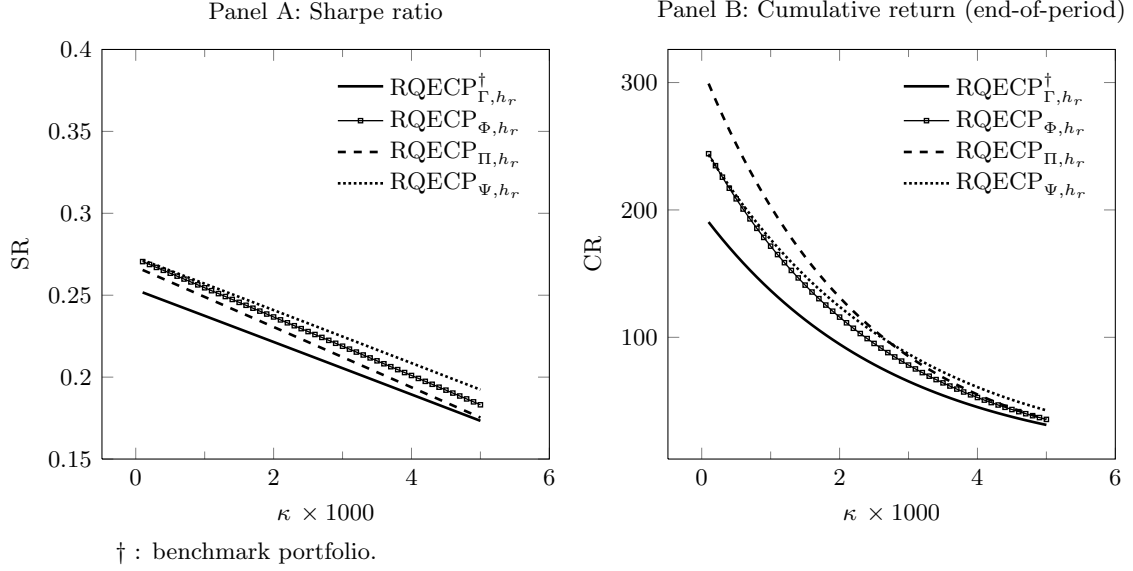 Panel A: Sharpe ratio
0.4
0.35
0.3
0.25
0.2
0.15
SR
0
2
4
6
κ × 1000
RQECP†Γ,hr
RQECPΦ,hr
RQECPΠ,hr
RQECPΨ,hr
Panel B: Cumulative return (end-of-period)
300
200
100
CR
0
2
4
6
κ × 1000
RQECP†Γ,hr
RQECPΦ,hr
RQECPΠ,hr
RQECPΨ,hr
† : benchmark portfolio.